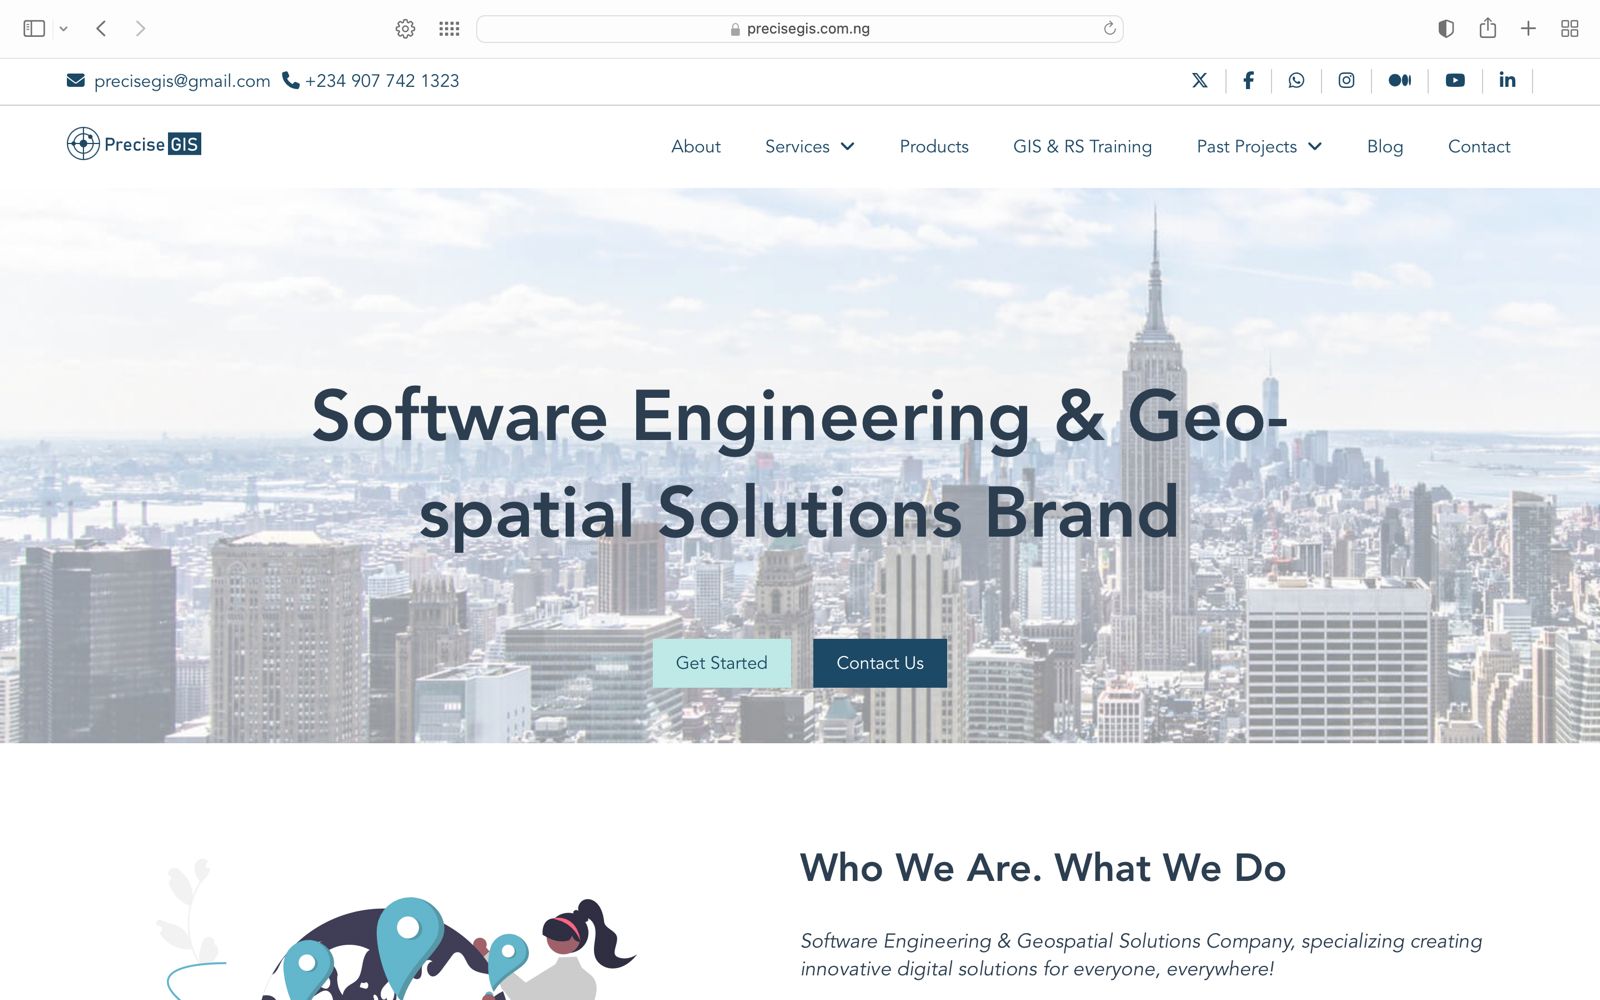 precisegis.com.ng
precisegis@gmail.com +234 907 742 1323
Precise GIS
About Services Products GIS & RS Training Past Projects Blog Contact
Software Engineering & Geo-
spatial Solutions Brand
Get Started Contact Us
Who We Are. What We Do
Software Engineering & Geospatial Solutions Company, specializing creating
innovative digital solutions for everyone, everywhere!